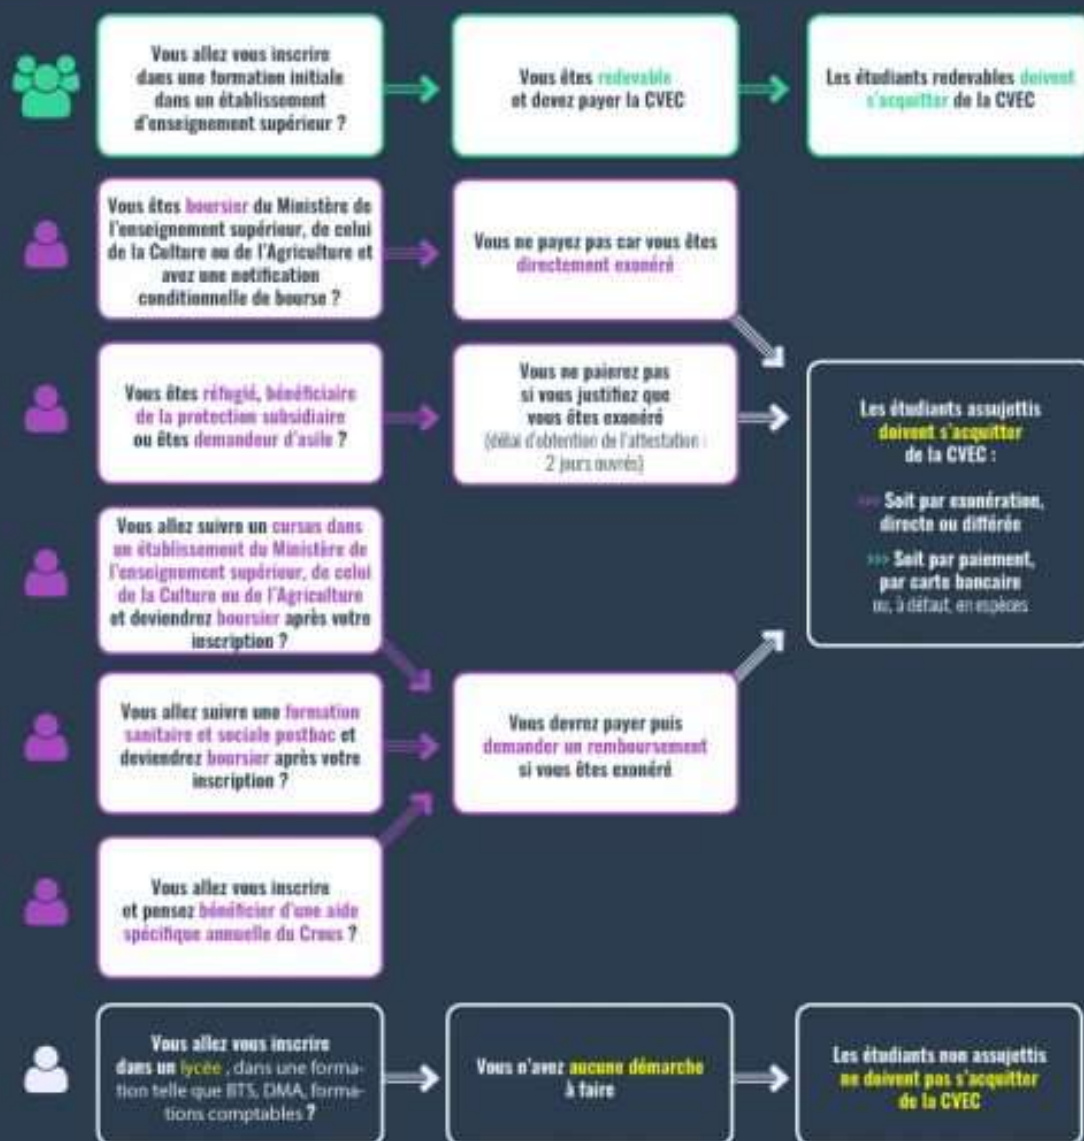 Vous allez vous inscrire
dans une formation initiale
dans un établissement
d'enseignement supérieur ?
Vous êtes redevable
et devez payer la CVEC
Les étudiants redevables doivent
s'acquitter de la CVEC
Vous êtes boursier du Ministère de
l'enseignement supérieur, de celui
de la Culture ou de l'Agriculture et
avez une notification
conditionnelle de bourse ?
Vous ne payez pas car vous êtes
directement exonéré
Vous êtes réfugié, bénéficiaire
de la protection subsidiaire
ou êtes demandeur d'asile ?
Vous ne paierez pas
si vous justifiez que
vous êtes exonéré
(délai d'obtention de l'attestation :
2 jours ouvrés)
Les étudiants assujettis
doivent s'acquitter
de la CVEC :
>>> Soit par exonération,
directe ou différée
>>> Soit par paiement,
par carte bancaire
ou, à défaut, en espèces
Vous allez suivre un cursus dans
un établissement du Ministère de
l'enseignement supérieur, de celui
de la Culture ou de l'Agriculture
et deviendrez boursier après votre
inscription ?
Vous allez suivre une formation
sanitaire et sociale postbac et
deviendrez boursier après votre
inscription ?
Vous devrez payer puis
demander un remboursement
si vous êtes exonéré
Vous allez vous inscrire
et pensez bénéficier d'une aide
spécifique annuelle du Crous ?
Vous allez vous inscrire
dans un lycée , dans une forma-
tion telle que BTS, DMA, forma-
tions comptables ?
Vous n'avez aucune démarche
à faire
Les étudiants non assujettis
ne doivent pas s'acquitter
de la CVEC